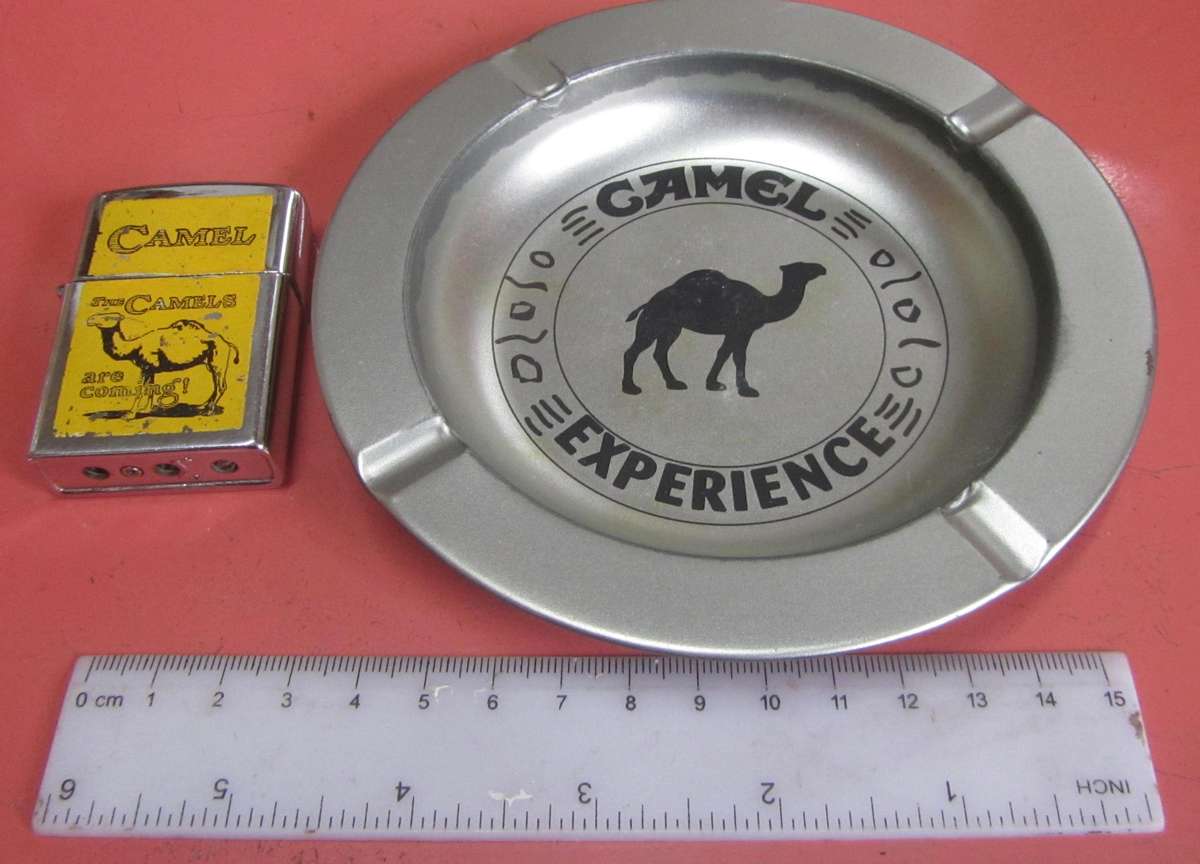 CAMEL
THE CAMELS
are
coming!
CAMEL
EXPERIENCE
0 cm 1 2 3 4 5 6 7 8 9 10 11 12 13 14 15
6 5 4 3 2 1 INCH